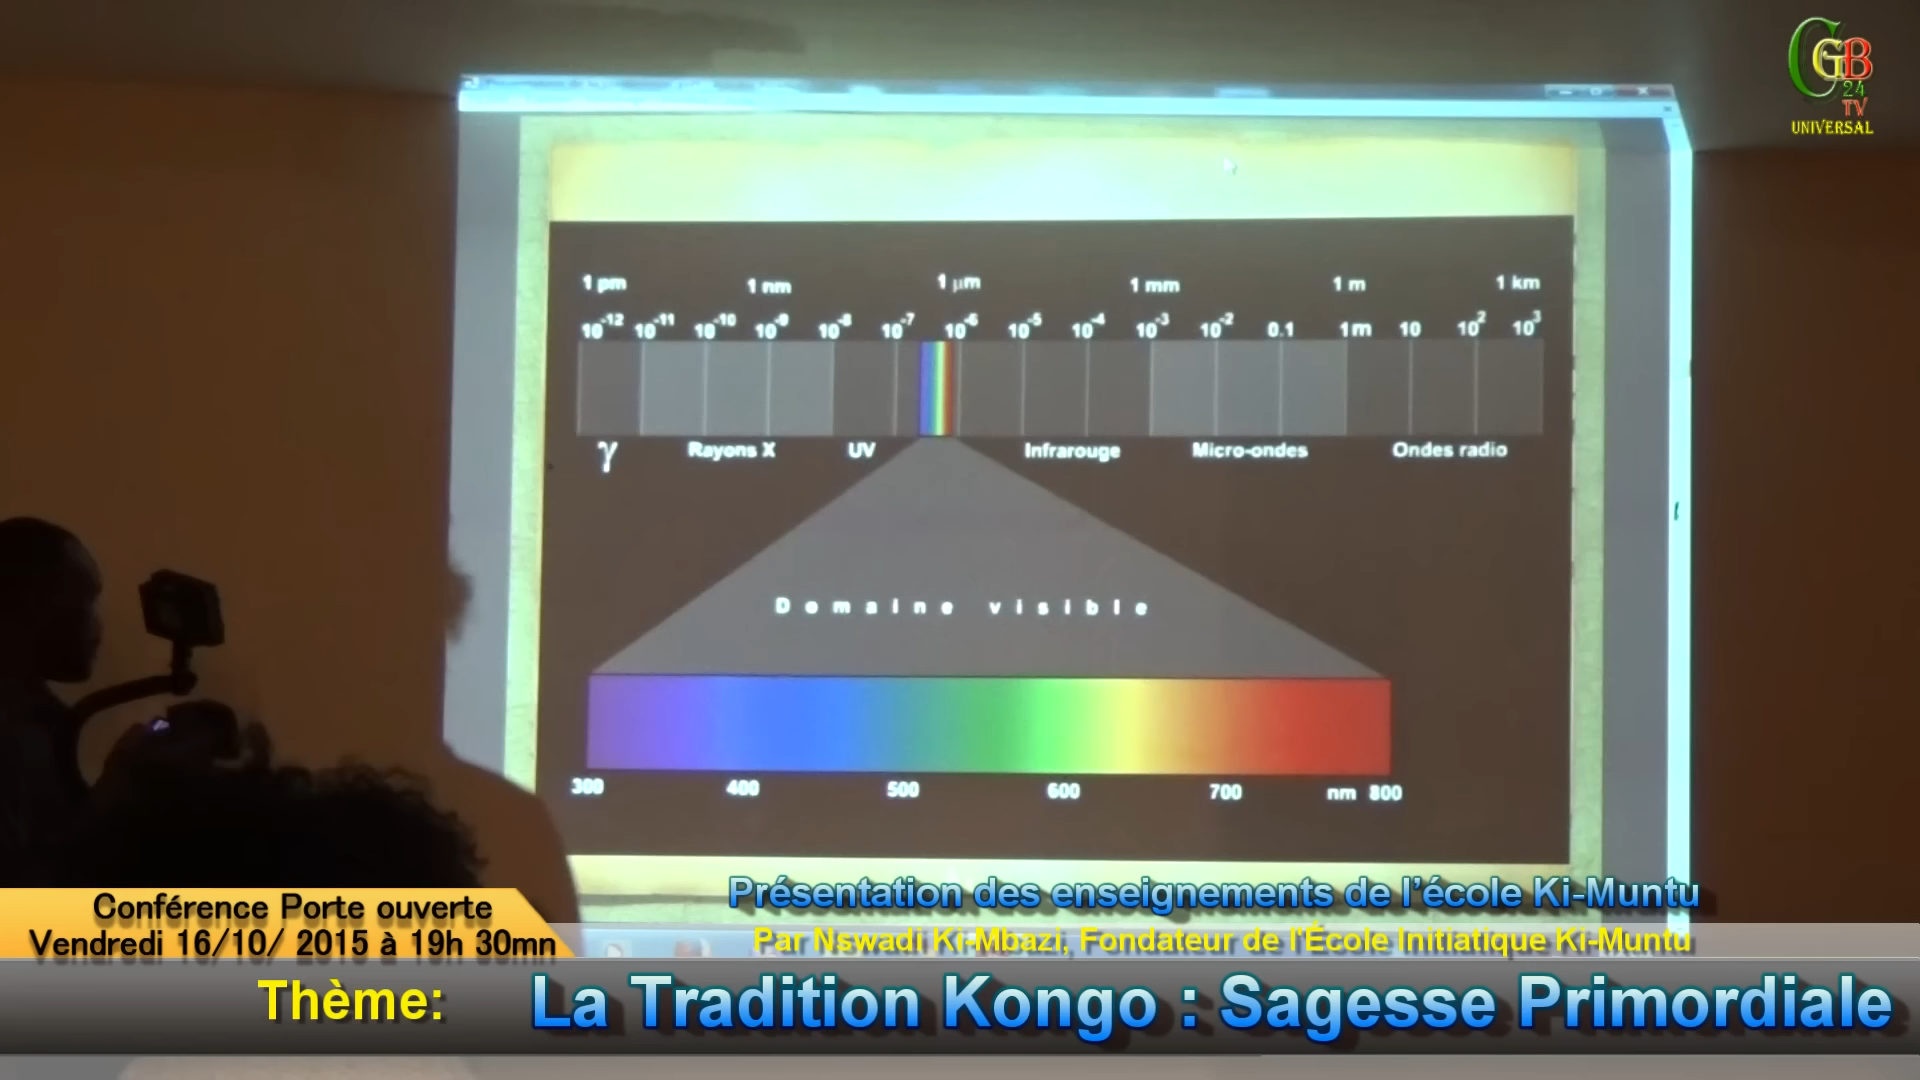 CGB
24
TV
UNIVERSAL
1 pm 1 nm 1 μm 1 mm 1 m 1 km
10-12 10-11 10-10 10-9 10-8 10-7 10-6 10-5 10-4 10-3 10-2 0.1 1m 10 102 103
γ Rayons X UV Infrarouge Micro-ondes Ondes radio
Domaine visible
300 400 500 600 700 nm 800
Conférence Porte ouverte
Vendredi 16/10/ 2015 à 19h 30mn
Présentation des enseignements de l'école Ki-Muntu
Par Nswadi Ki-Mbazi, Fondateur de l'École Initiatique Ki-Muntu
Thème: La Tradition Kongo : Sagesse Primordiale